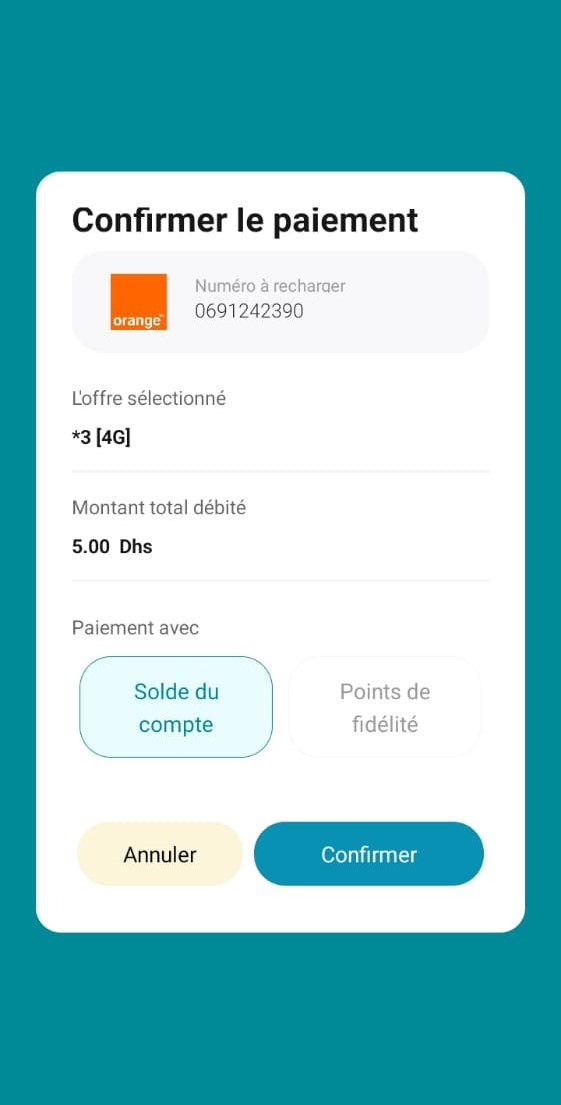 Confirmer le paiement
Numéro à recharger
0691242390
orange™
L'offre sélectionné
*3 [4G]
Montant total débité
5.00 Dhs
Paiement avec
Solde du
compte
Points de
fidélité
Annuler
Confirmer